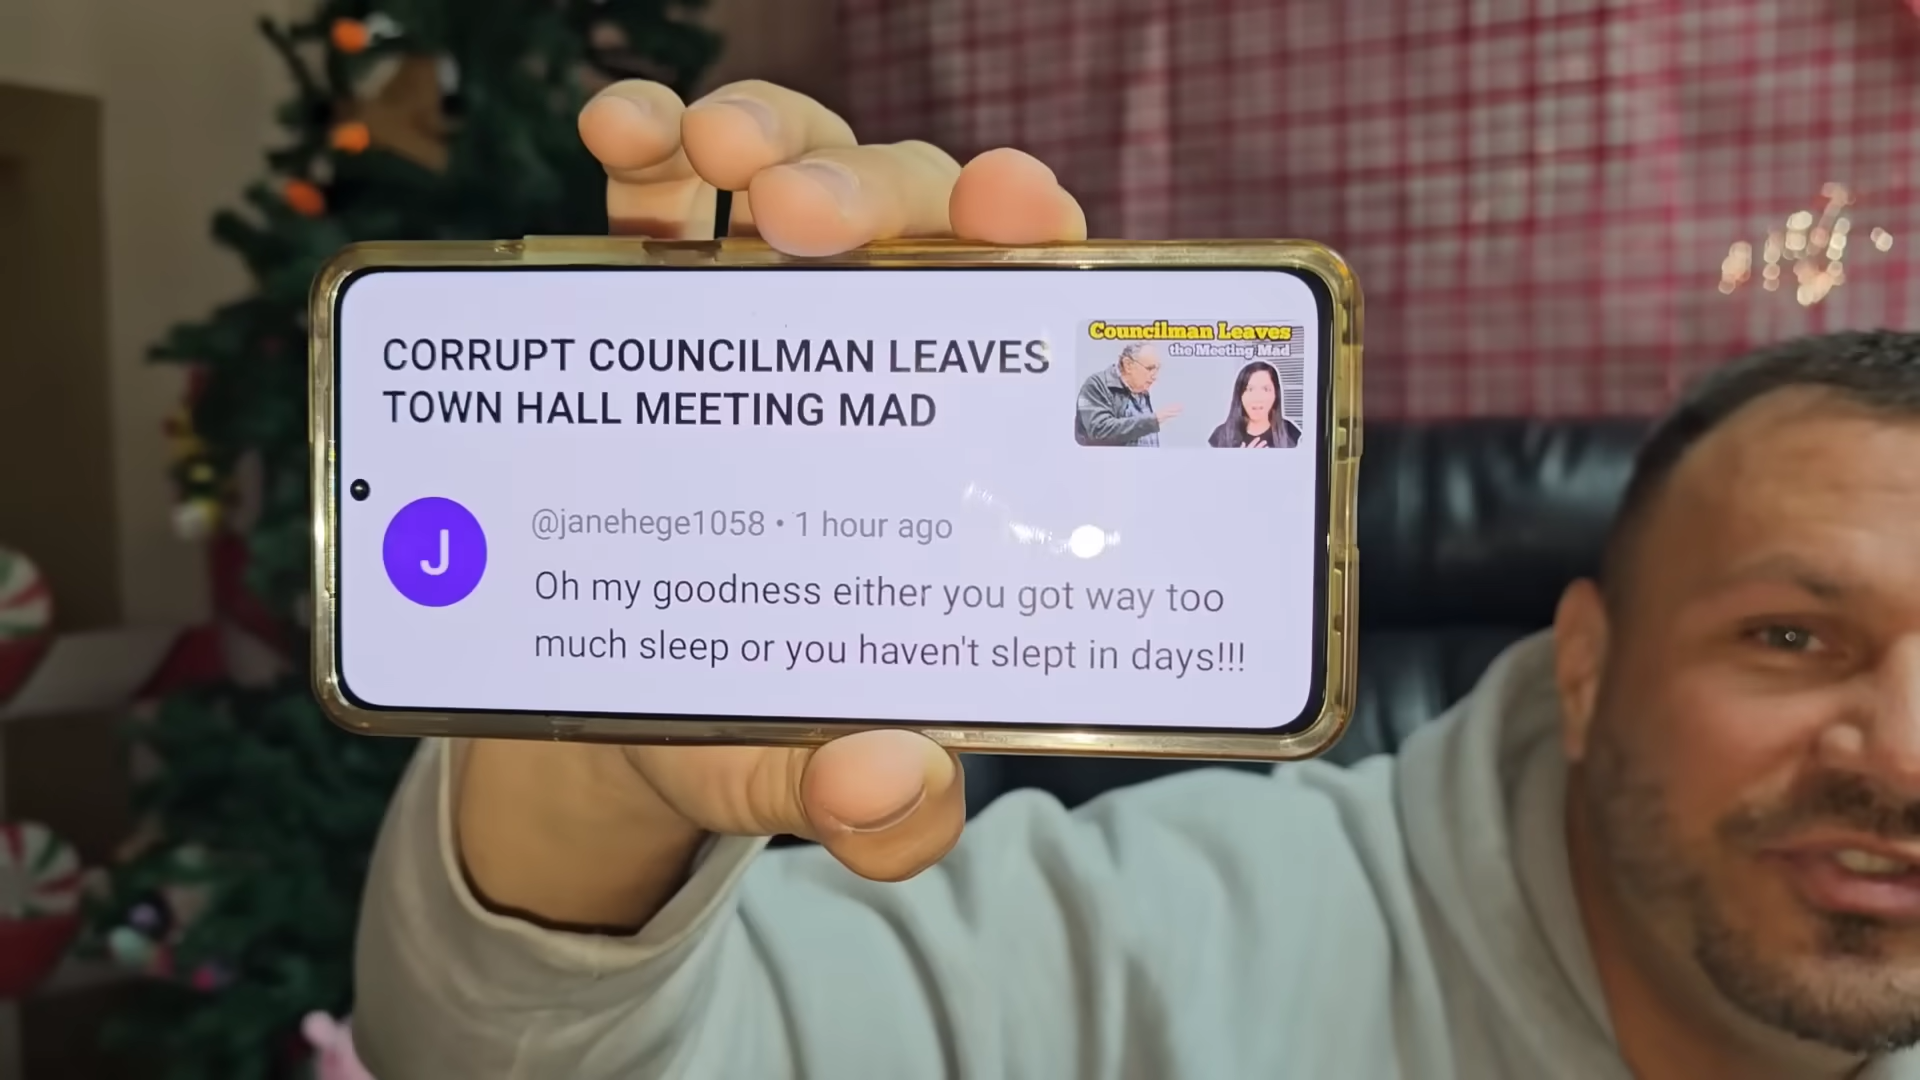 CORRUPT COUNCILMAN LEAVES
TOWN HALL MEETING MAD
Councilman Leaves
the Meeting Mad
J
@janehege1058 • 1 hour ago
Oh my goodness either you got way too
much sleep or you haven't slept in days!!!